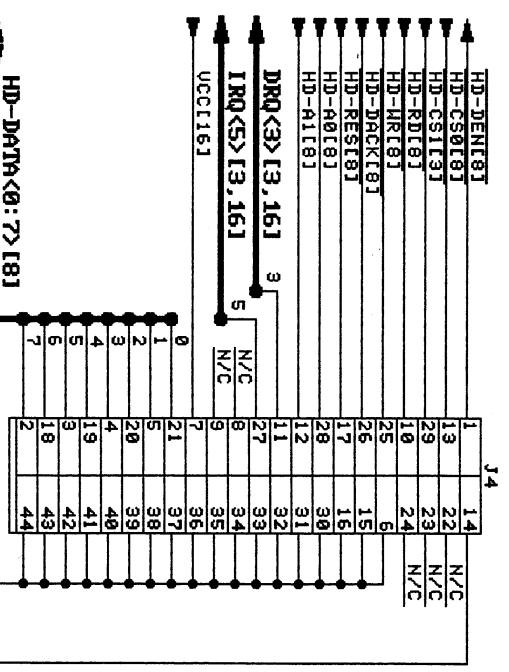 J4
HD-DEN[8] 1 14
HD-CS0[8] 13 22 N/C
HD-CS1[3] 29 23 N/C
HD-RD[8] 10 24 N/C
HD-WR[8] 25 6
HD-DACK[8] 26 15
HD-RES[8] 17 16
HD-A0[8] 28 30
HD-A1[8] 12 31
DRQ<3>[3,16] 3 11 32
27 33
IRQ<5>[3,16] 5 N/C 8 34
N/C 9 35
VCC[16] 7 36
0 21 37
1 5 38
2 20 39
3 4 40
4 19 41
5 3 42
6 18 43
7 2 44
HD-DATA<0:7>[8]